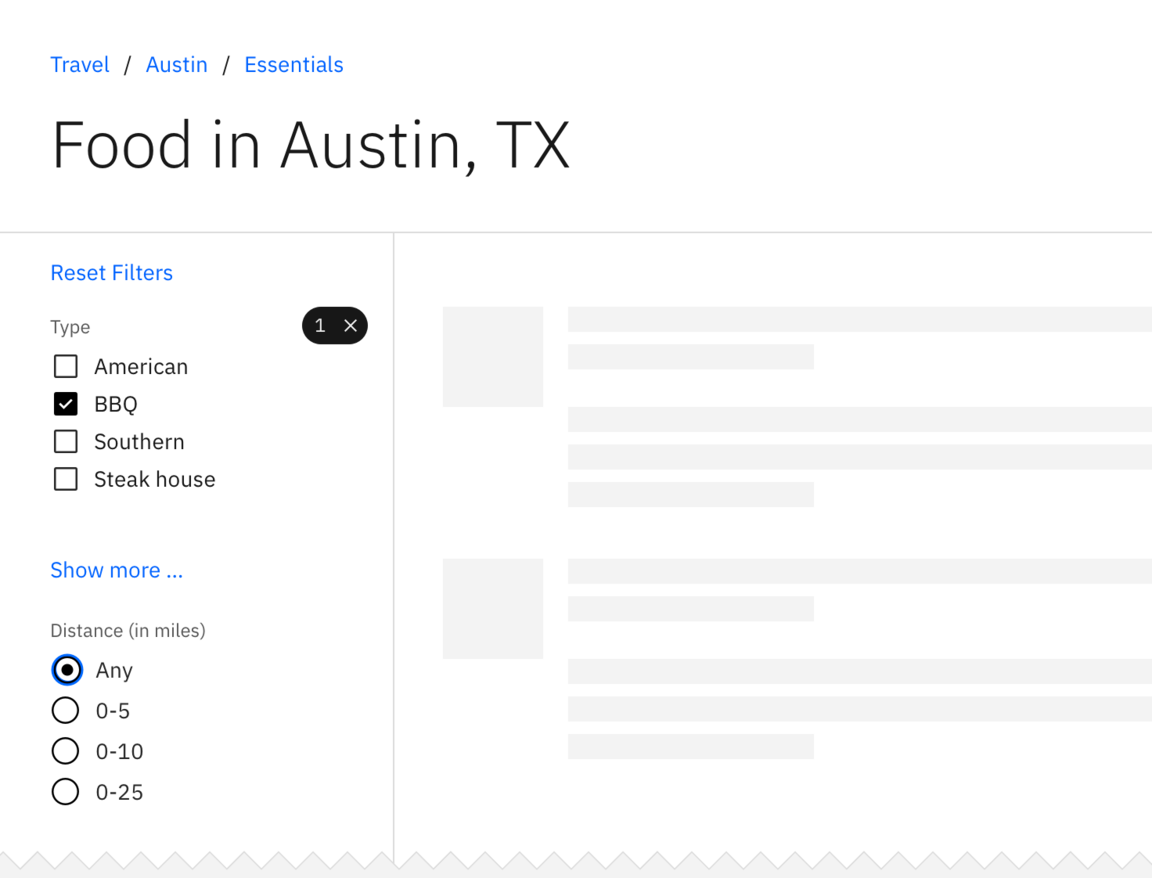 Travel / Austin / Essentials
Food in Austin, TX
Reset Filters
Type 1
American
BBQ
Southern
Steak house
Show more ...
Distance (in miles)
Any
0-5
0-10
0-25